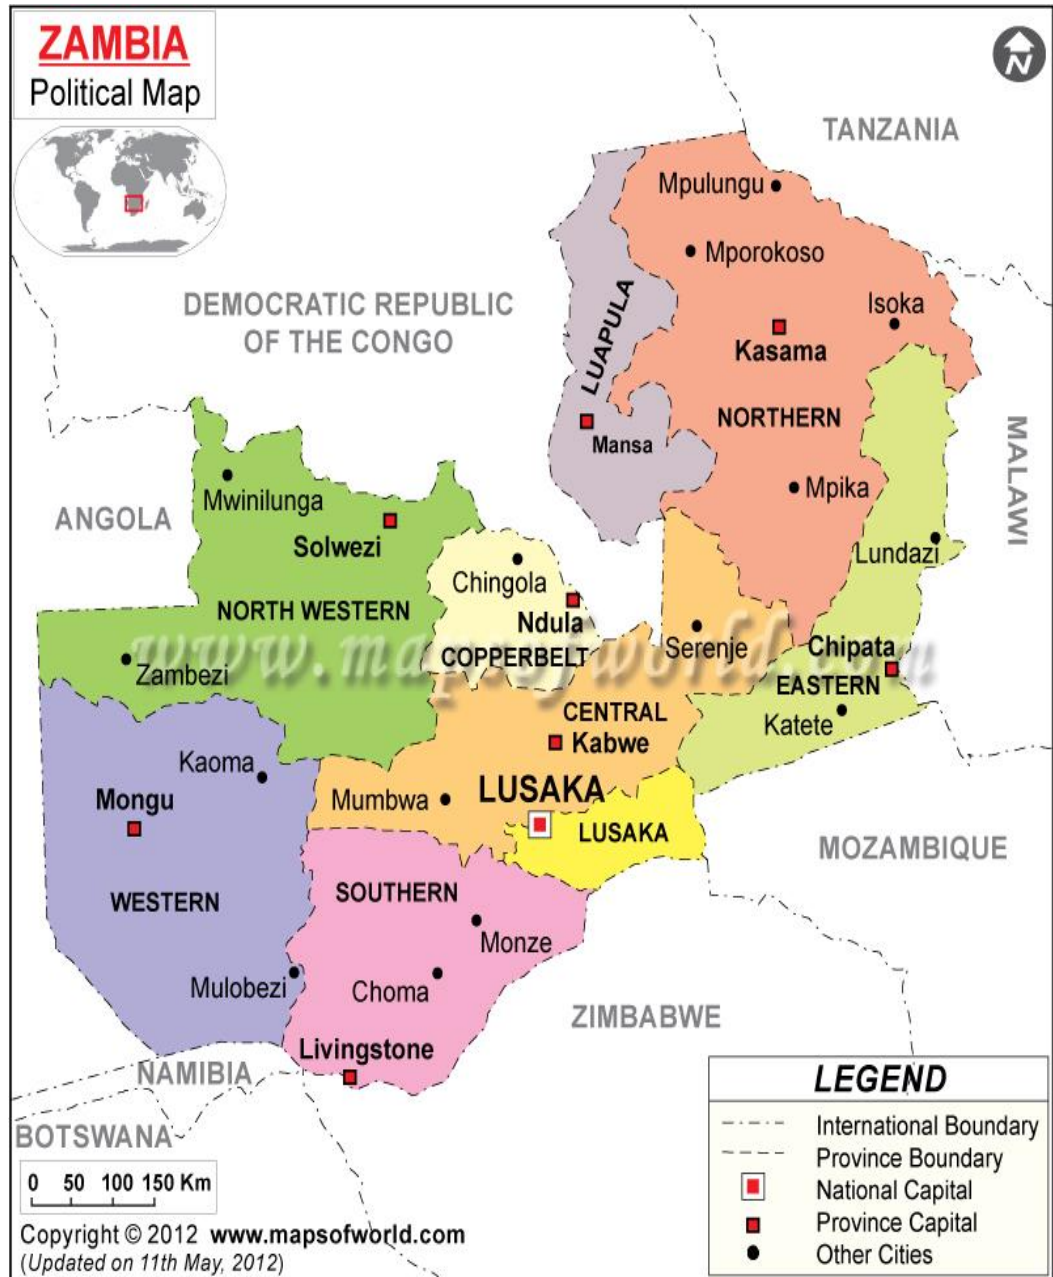 ZAMBIA
Political Map
N
TANZANIA
Mpulungu
Mporokoso
DEMOCRATIC REPUBLIC
OF THE CONGO
LUAPULA
Isoka
Kasama
NORTHERN
Mansa
MALAWI
Mwinilunga
Mpika
ANGOLA
Solwezi
Lundazi
Chingola
NORTH WESTERN
Ndula
COPPERBELT
Serenje
Chipata
www.mapsofworld.com
Zambezi
EASTERN
Katete
CENTRAL
Kabwe
Kaoma
Mongu
Mumbwa
LUSAKA
LUSAKA
MOZAMBIQUE
WESTERN
SOUTHERN
Monze
Mulobezi
Choma
ZIMBABWE
Livingstone
NAMIBIA
BOTSWANA
LEGEND
International Boundary
Province Boundary
National Capital
Province Capital
Other Cities
0 50 100 150 Km
Copyright © 2012 www.mapsofworld.com
(Updated on 11th May, 2012)